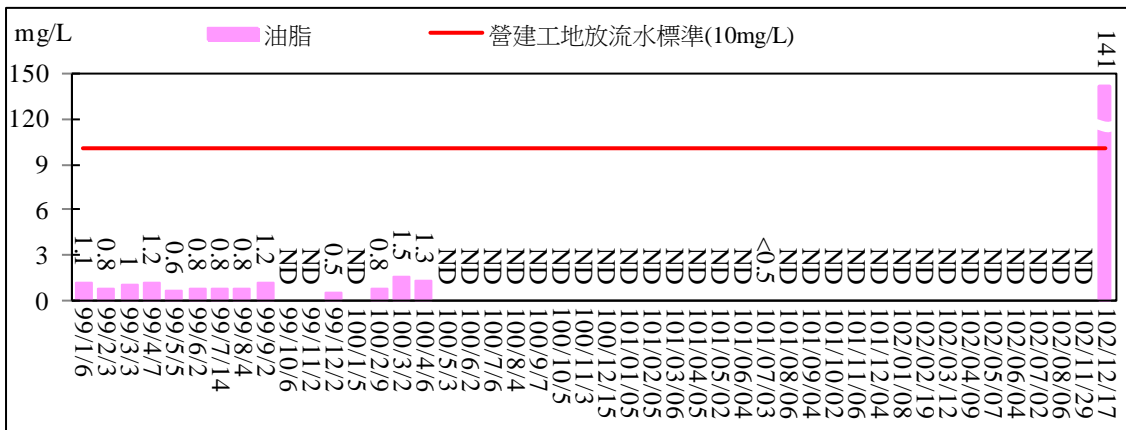 mg/L
油脂
營建工地放流水標準(10mg/L)
150
120
9
6
3
0
1.1
0.8
1
1.2
0.6
0.8
0.8
0.8
1.2
ND
ND
0.5
ND
0.8
1.5
1.3
ND
ND
ND
ND
ND
ND
ND
ND
ND
ND
ND
ND
ND
ND
<0.5
ND
ND
ND
ND
ND
ND
ND
ND
ND
ND
ND
ND
ND
ND
141
99/1/6
99/2/3
99/3/3
99/4/7
99/5/5
99/6/2
99/7/14
99/8/4
99/9/2
99/10/6
99/11/2
99/12/2
100/1/5
100/2/9
100/3/2
100/4/6
100/5/3
100/6/2
100/7/6
100/8/4
100/9/7
100/10/5
100/11/3
100/12/15
101/01/05
101/02/05
101/03/06
101/05/02
101/06/04
101/07/03
101/08/06
101/09/04
101/10/02
101/11/06
101/12/04
102/01/08
102/02/19
102/03/12
102/04/09
102/05/07
102/06/04
102/07/02
102/08/06
102/11/29
102/12/17